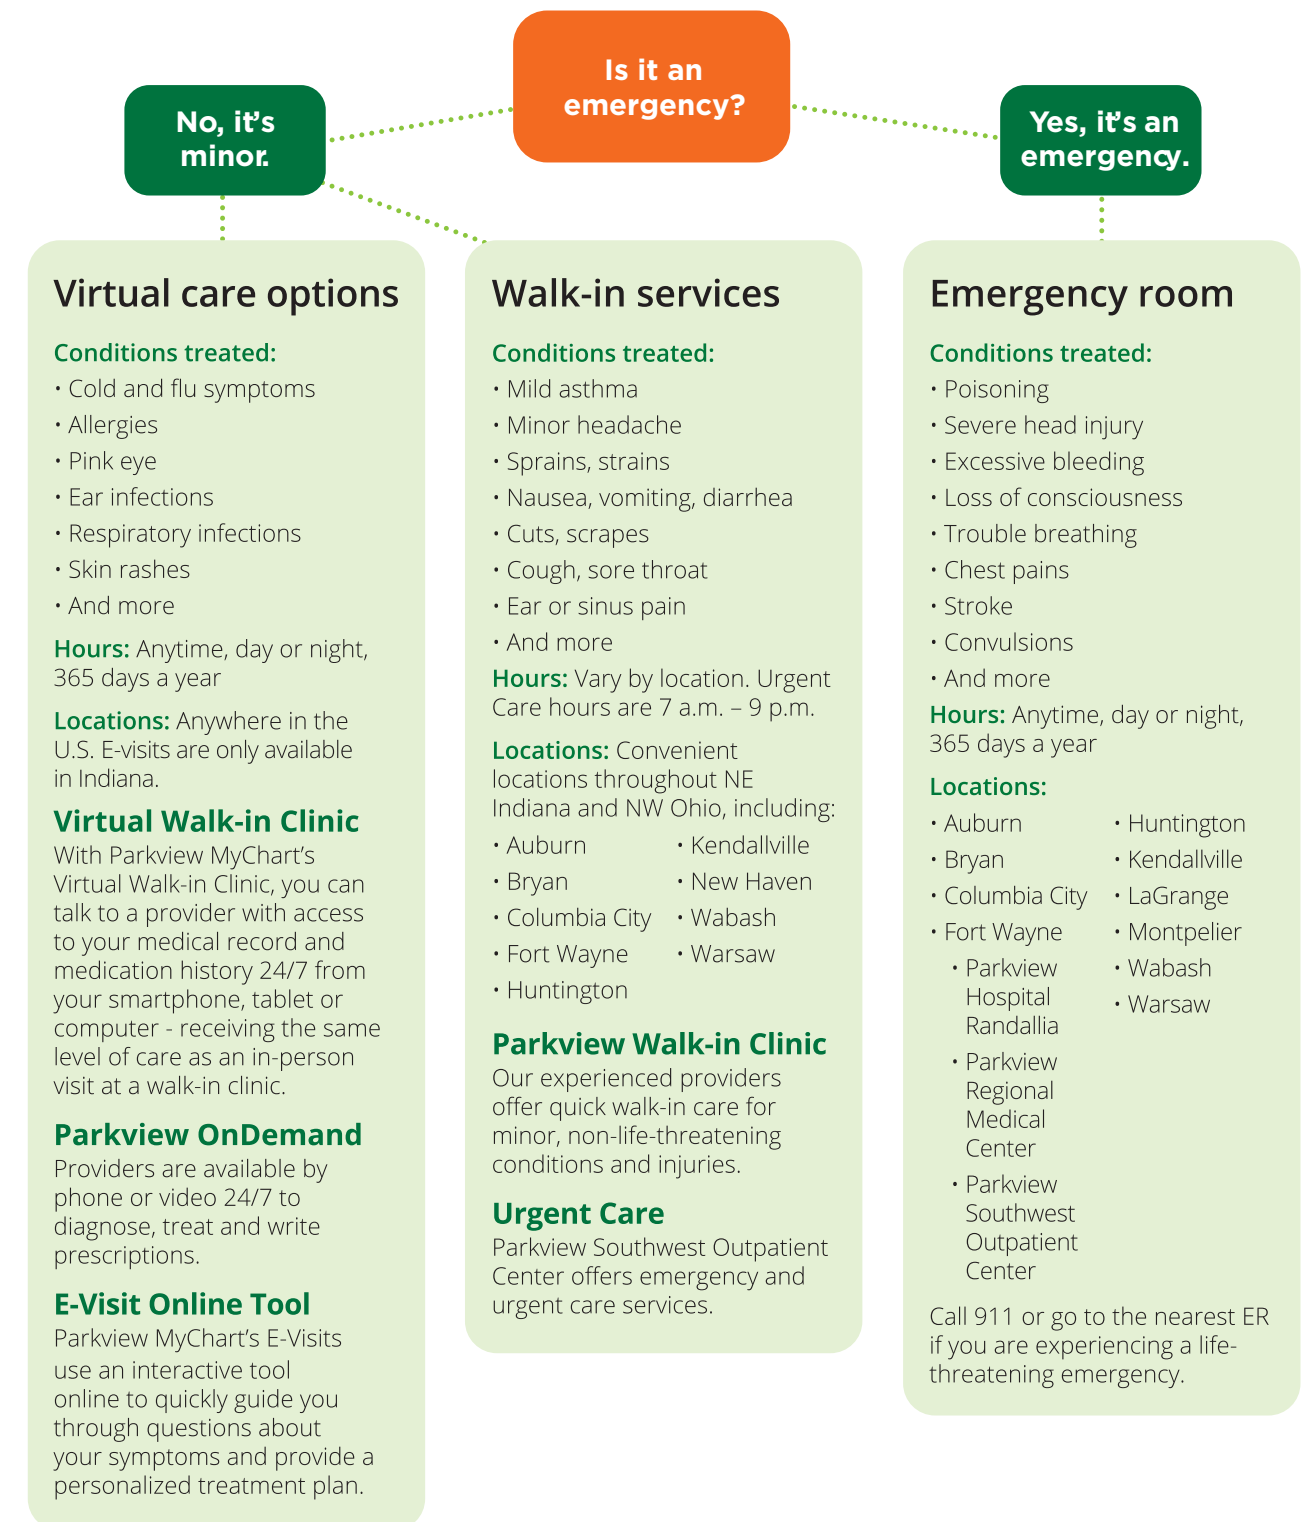 Is it an
emergency?
No, it's
minor.
Yes, it's an
emergency.
Virtual care options
Conditions treated:
• Cold and flu symptoms
• Allergies
• Pink eye
• Ear infections
• Respiratory infections
• Skin rashes
• And more
Hours: Anytime, day or night,
365 days a year
Locations: Anywhere in the
U.S. E-visits are only available
in Indiana.
Virtual Walk-in Clinic
With Parkview MyChart’s
Virtual Walk-in Clinic, you can
talk to a provider with access
to your medical record and
medication history 24/7 from
your smartphone, tablet or
computer - receiving the same
level of care as an in-person
visit at a walk-in clinic.
Parkview OnDemand
Providers are available by
phone or video 24/7 to
diagnose, treat and write
prescriptions.
E-Visit Online Tool
Parkview MyChart’s E-Visits
use an interactive tool
online to quickly guide you
through questions about
your symptoms and provide a
personalized treatment plan.
Walk-in services
Conditions treated:
• Mild asthma
• Minor headache
• Sprains, strains
• Nausea, vomiting, diarrhea
• Cuts, scrapes
• Cough, sore throat
• Ear or sinus pain
• And more
Hours: Vary by location. Urgent
Care hours are 7 a.m. – 9 p.m.
Locations: Convenient
locations throughout NE
Indiana and NW Ohio, including:
• Auburn
• Bryan
• Columbia City
• Fort Wayne
• Huntington
• Kendallville
• New Haven
• Wabash
• Warsaw
Parkview Walk-in Clinic
Our experienced providers
offer quick walk-in care for
minor, non-life-threatening
conditions and injuries.
Urgent Care
Parkview Southwest Outpatient
Center offers emergency and
urgent care services.
Emergency room
Conditions treated:
• Poisoning
• Severe head injury
• Excessive bleeding
• Loss of consciousness
• Trouble breathing
• Chest pains
• Stroke
• Convulsions
• And more
Hours: Anytime, day or night,
365 days a year
Locations:
• Auburn
• Bryan
• Columbia City
• Fort Wayne
• Parkview
Hospital
Randallia
• Parkview
Regional
Medical
Center
• Parkview
Southwest
Outpatient
Center
• Huntington
• Kendallville
• LaGrange
• Montpelier
• Wabash
• Warsaw
Call 911 or go to the nearest ER
if you are experiencing a life-
threatening emergency.